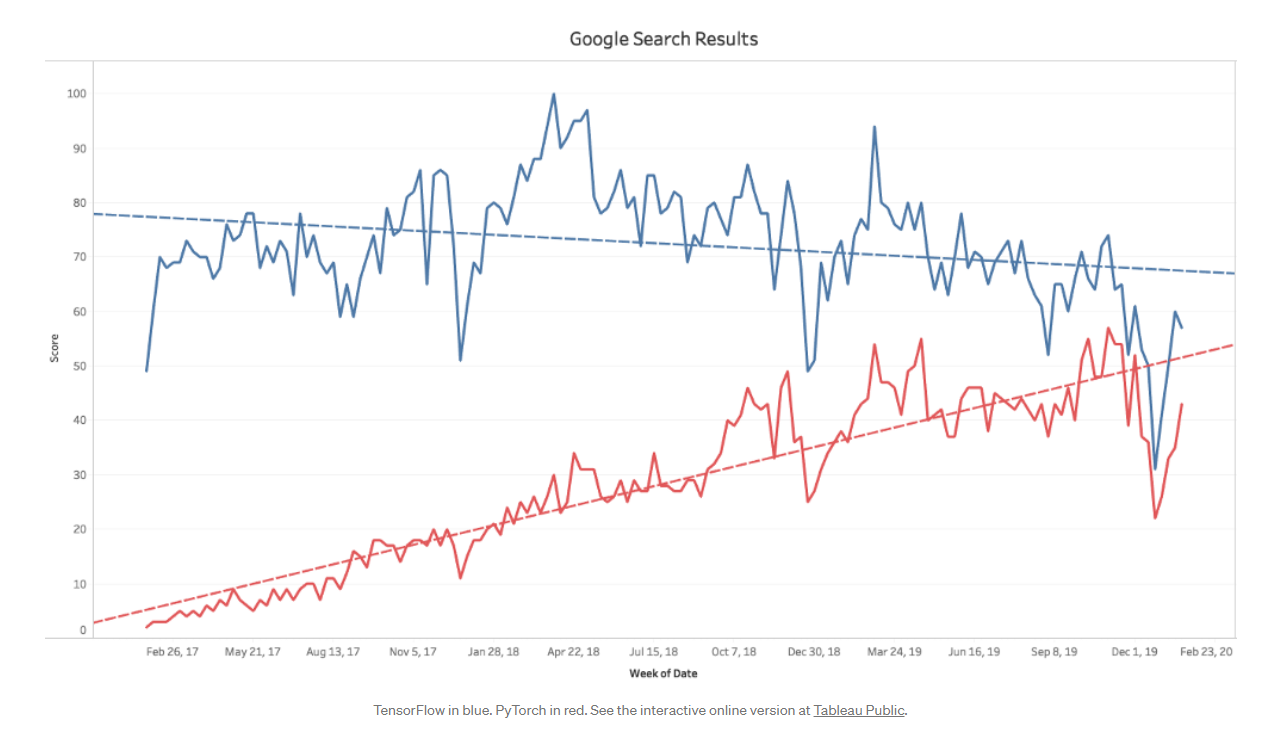 Google Search Results
100
90
80
70
60
50
40
30
20
10
0
Score
Feb 26, 17 May 21, 17 Aug 13, 17 Nov 5, 17 Jan 28, 18 Apr 22, 18 Jul 15, 18 Oct 7, 18 Dec 30, 18 Mar 24, 19 Jun 16, 19 Sep 8, 19 Dec 1, 19 Feb 23, 20
Week of Date
TensorFlow in blue. PyTorch in red. See the interactive online version at Tableau Public.